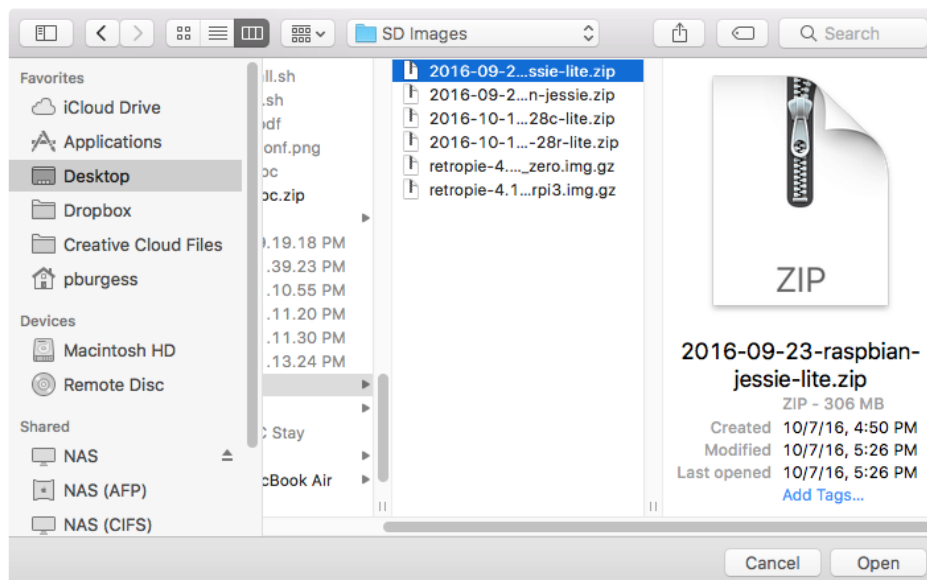 SD Images
Search
Favorites
iCloud Drive
Applications
Desktop
Dropbox
Creative Cloud Files
pburgess
Devices
Macintosh HD
Remote Disc
Shared
NAS
NAS (AFP)
NAS (CIFS)
ll.sh
.sh
df
onf.png
oc
oc.zip
9.19.18 PM
.39.23 PM
.10.55 PM
.11.20 PM
.11.30 PM
.13.24 PM
C Stay
cBook Air
2016-09-2...ssie-lite.zip
2016-09-2...n-jessie.zip
2016-10-1...28c-lite.zip
2016-10-1...-28r-lite.zip
retropie-4...._zero.img.gz
retropie-4.1...rpi3.img.gz
ZIP
2016-09-23-raspbian-
jessie-lite.zip
ZIP - 306 MB
Created 10/7/16, 4:50 PM
Modified 10/7/16, 5:26 PM
Last opened 10/7/16, 5:26 PM
Add Tags...
Cancel
Open